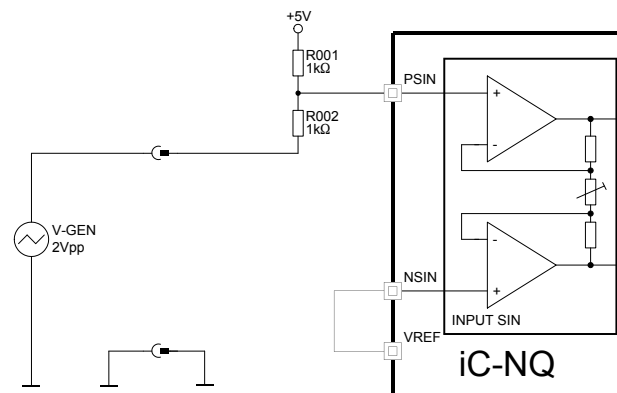 +5V
R001
1kΩ
PSIN
+
R002
1kΩ
-
V-GEN
2Vpp
-
NSIN
+
INPUT SIN
VREF
iC-NQ